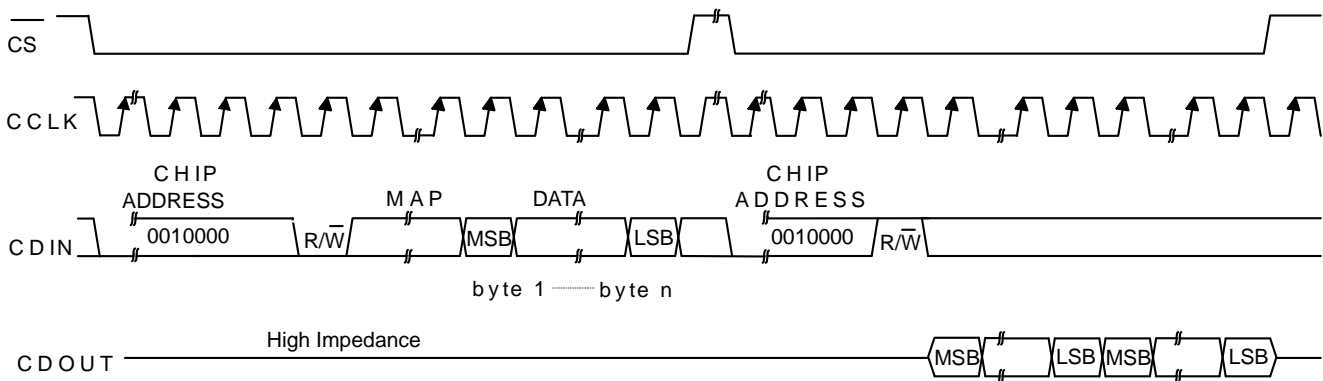 CS
CCLK
CHIP
ADDRESS
MAP
DATA
CHIP
ADDRESS
CDIN
0010000
R/W
MSB
LSB
0010000
R/W
byte 1
byte n
High Impedance
CDOUT
MSB
LSB
MSB
LSB